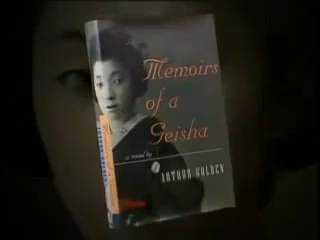 Memoirs
of a
Geisha
a novel by
ARTHUR GOLDEN